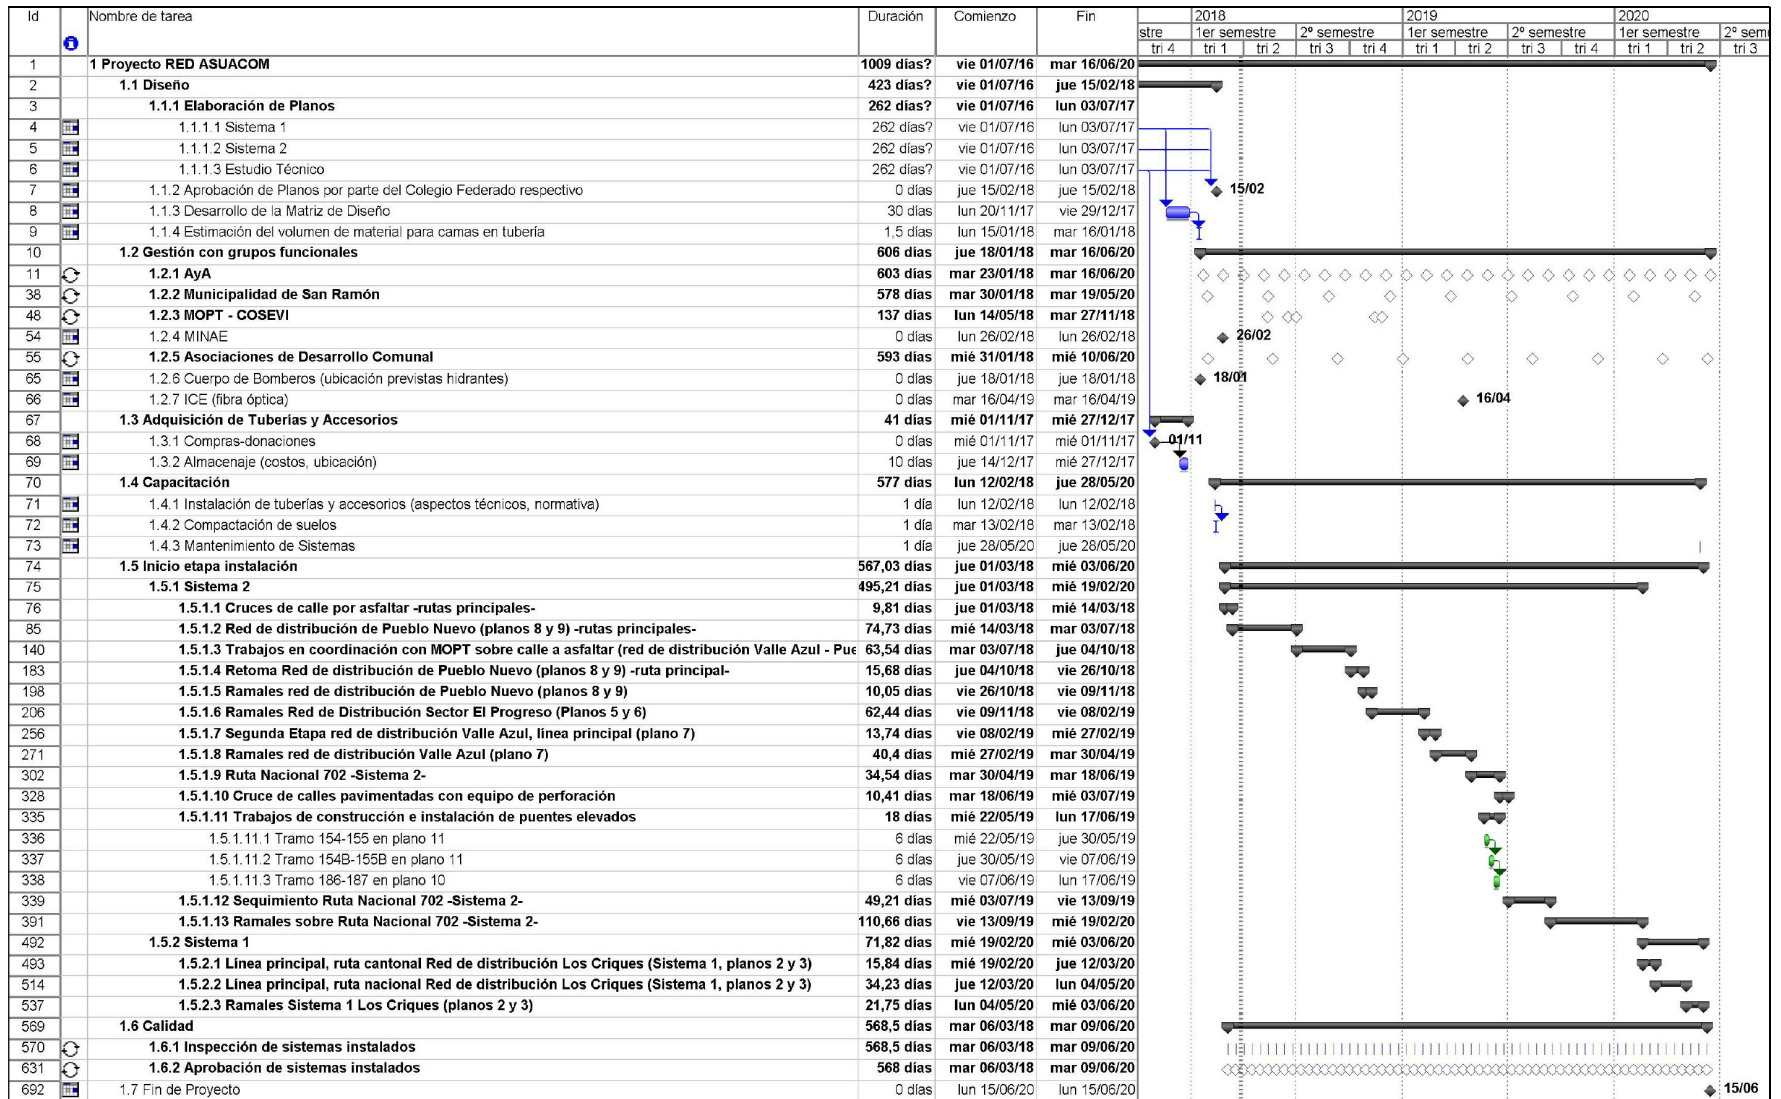 Id Nombre de tarea Duración Comienzo Fin 2018 2019 2020
stre 1er semestre 2º semestre 1er semestre 2º semestre 1er semestre 2º sem
tri 4 tri 1 tri 2 tri 3 tri 4 tri 1 tri 2 tri 3 tri 4 tri 1 tri 2 tri 3
1 1 Proyecto RED ASUACOM 1009 días? vie 01/07/16 mar 16/06/20
2 1.1 Diseño 423 días? vie 01/07/16 jue 15/02/18
3 1.1.1 Elaboración de Planos 262 días? vie 01/07/16 lun 03/07/17
4 1.1.1.1 Sistema 1 262 días? vie 01/07/16 lun 03/07/17
5 1.1.1.2 Sistema 2 262 días? vie 01/07/16 lun 03/07/17
6 1.1.1.3 Estudio Técnico 262 días? vie 01/07/16 lun 03/07/17
7 1.1.2 Aprobación de Planos por parte del Colegio Federado respectivo 0 días jue 15/02/18 jue 15/02/18 15/02
8 1.1.3 Desarrollo de la Matriz de Diseño 30 días lun 20/11/17 vie 29/12/17
9 1.1.4 Estimación del volumen de material para camas en tubería 1,5 días lun 15/01/18 mar 16/01/18
10 1.2 Gestión con grupos funcionales 606 días jue 18/01/18 mar 16/06/20
11 1.2.1 AyA 603 días mar 23/01/18 mar 16/06/20
38 1.2.2 Municipalidad de San Ramón 578 días mar 30/01/18 mar 19/05/20
48 1.2.3 MOPT - COSEVI 137 días lun 14/05/18 mar 27/11/18
54 1.2.4 MINAE 0 días lun 26/02/18 lun 26/02/18 26/02
55 1.2.5 Asociaciones de Desarrollo Comunal 593 días mié 31/01/18 mié 10/06/20
65 1.2.6 Cuerpo de Bomberos (ubicación previstas hidrantes) 0 días jue 18/01/18 jue 18/01/18 18/01
66 1.2.7 ICE (fibra óptica) 0 días mar 16/04/19 mar 16/04/19 16/04
67 1.3 Adquisición de Tuberías y Accesorios 41 días mié 01/11/17 mié 27/12/17
68 1.3.1 Compras-donaciones 0 días mié 01/11/17 mié 01/11/17 01/11
69 1.3.2 Almacenaje (costos, ubicación) 10 días jue 14/12/17 mié 27/12/17
70 1.4 Capacitación 577 días lun 12/02/18 jue 28/05/20
71 1.4.1 Instalación de tuberías y accesorios (aspectos técnicos, normativa) 1 día lun 12/02/18 lun 12/02/18
72 1.4.2 Compactación de suelos 1 día mar 13/02/18 mar 13/02/18
73 1.4.3 Mantenimiento de Sistemas 1 día jue 28/05/20 jue 28/05/20
74 1.5 Inicio etapa instalación 567,03 días jue 01/03/18 mié 03/06/20
75 1.5.1 Sistema 2 495,21 días jue 01/03/18 mié 19/02/20
76 1.5.1.1 Cruces de calle por asfaltar -rutas principales- 9,81 días jue 01/03/18 mié 14/03/18
85 1.5.1.2 Red de distribución de Pueblo Nuevo (planos 8 y 9) -rutas principales- 74,73 días mié 14/03/18 mar 03/07/18
140 1.5.1.3 Trabajos en coordinación con MOPT sobre calle a asfaltar (red de distribución Valle Azul - Pue 63,54 días mar 03/07/18 jue 04/10/18
183 1.5.1.4 Retoma Red de distribución de Pueblo Nuevo (planos 8 y 9) -ruta principal- 15,68 días jue 04/10/18 vie 26/10/18
198 1.5.1.5 Ramales red de distribución de Pueblo Nuevo (planos 8 y 9) 10,05 días vie 26/10/18 vie 09/11/18
206 1.5.1.6 Ramales Red de Distribución Sector El Progreso (Planos 5 y 6) 62,44 días vie 09/11/18 vie 08/02/19
256 1.5.1.7 Segunda Etapa red de distribución Valle Azul, línea principal (plano 7) 13,74 días vie 08/02/19 mié 27/02/19
271 1.5.1.8 Ramales red de distribución Valle Azul (plano 7) 40,4 días mié 27/02/19 mar 30/04/19
302 1.5.1.9 Ruta Nacional 702 -Sistema 2- 34,54 días mar 30/04/19 mar 18/06/19
328 1.5.1.10 Cruce de calles pavimentadas con equipo de perforación 10,41 días mar 18/06/19 mié 03/07/19
335 1.5.1.11 Trabajos de construcción e instalación de puentes elevados 18 días mié 22/05/19 lun 17/06/19
336 1.5.1.11.1 Tramo 154-155 en plano 11 6 días mié 22/05/19 jue 30/05/19
337 1.5.1.11.2 Tramo 154B-155B en plano 11 6 días jue 30/05/19 vie 07/06/19
338 1.5.1.11.3 Tramo 186-187 en plano 10 6 días vie 07/06/19 lun 17/06/19
339 1.5.1.12 Sequimiento Ruta Nacional 702 -Sistema 2- 49,21 días mié 03/07/19 vie 13/09/19
391 1.5.1.13 Ramales sobre Ruta Nacional 702 -Sistema 2- 110,66 días vie 13/09/19 mié 19/02/20
492 1.5.2 Sistema 1 71,82 días mié 19/02/20 mié 03/06/20
493 1.5.2.1 Línea principal, ruta cantonal Red de distribución Los Criques (Sistema 1, planos 2 y 3) 15,84 días mié 19/02/20 jue 12/03/20
514 1.5.2.2 Línea principal, ruta nacional Red de distribución Los Criques (Sistema 1, planos 2 y 3) 34,23 días jue 12/03/20 lun 04/05/20
537 1.5.2.3 Ramales Sistema 1 Los Criques (planos 2 y 3) 21,75 días lun 04/05/20 mié 03/06/20
569 1.6 Calidad 568,5 días mar 06/03/18 mar 09/06/20
570 1.6.1 Inspección de sistemas instalados 568,5 días mar 06/03/18 mar 09/06/20
631 1.6.2 Aprobación de sistemas instalados 568 días mar 06/03/18 mar 09/06/20
692 1.7 Fin de Proyecto 0 días lun 15/06/20 lun 15/06/20 15/06